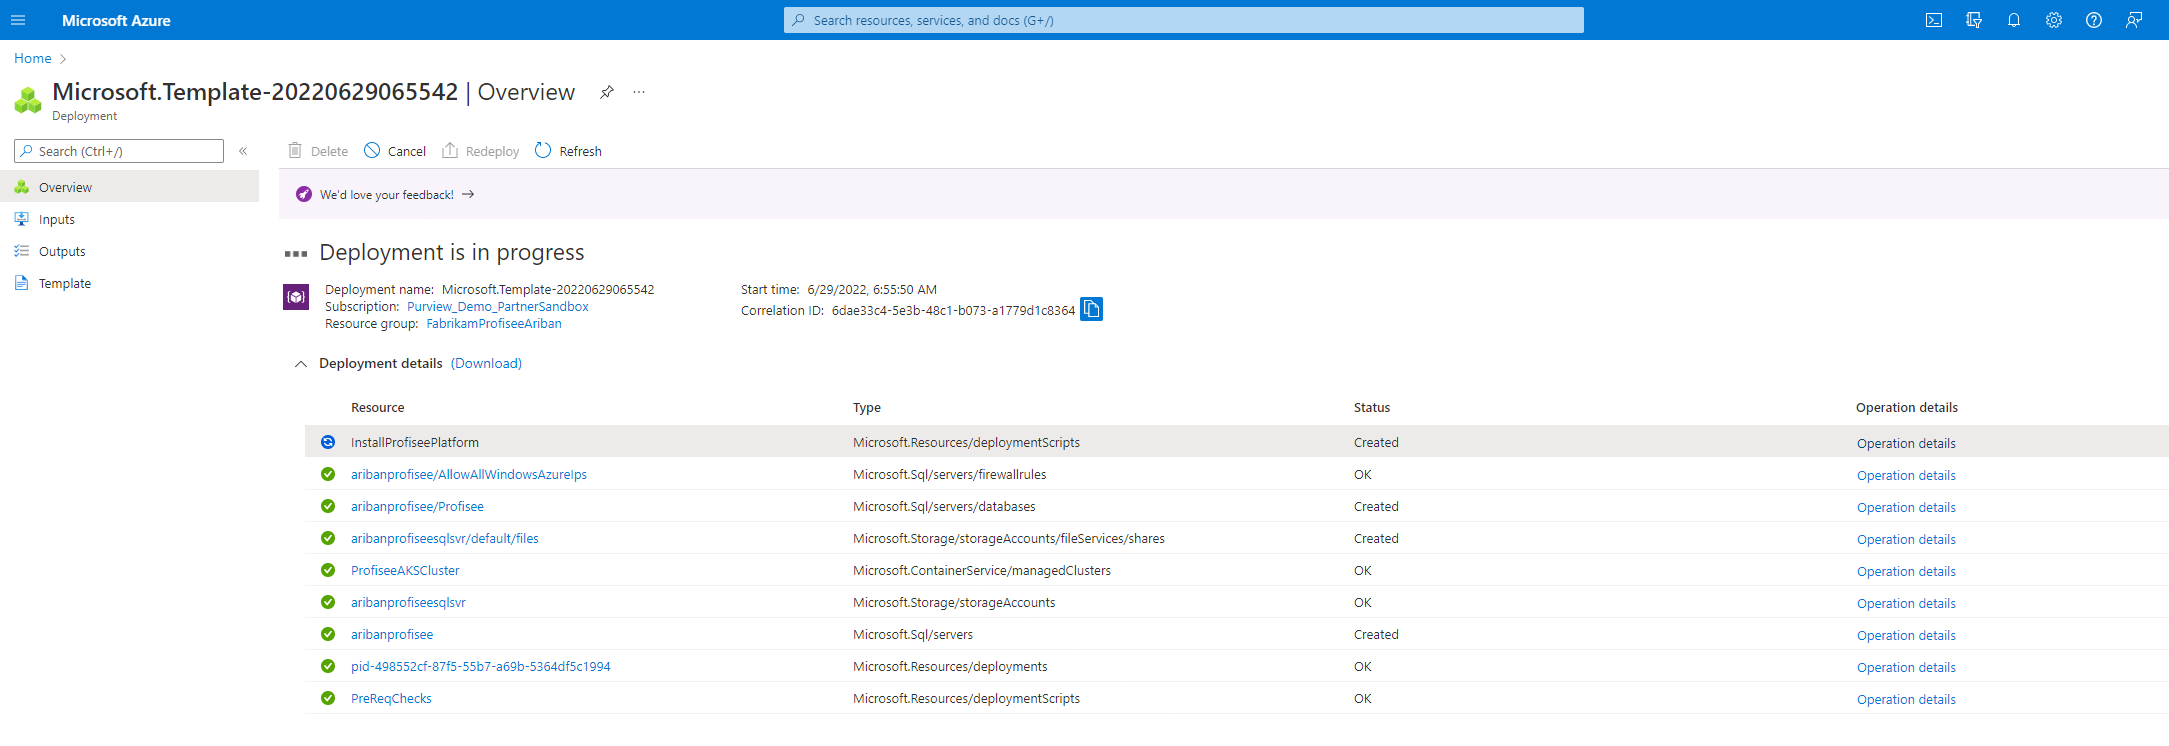 Microsoft Azure
Search resources, services, and docs (G+/)
Home
Microsoft.Template-20220629065542 | Overview
Deployment
Search (Ctrl+/)
Delete Cancel Redeploy Refresh
Overview
We'd love your feedback!
Inputs
Outputs
Template
Deployment is in progress
Deployment name: Microsoft.Template-20220629065542 Start time: 6/29/2022, 6:55:50 AM
Subscription: Purview_Demo_PartnerSandbox Correlation ID: 6dae33c4-5e3b-48c1-b073-a1779d1c8364
Resource group: FabrikamProfiseeAriban
Deployment details (Download)
Resource Type Status Operation details
InstallProfiseePlatform Microsoft.Resources/deploymentScripts Created Operation details
aribanprofisee/AllowAllWindowsAzureIps Microsoft.Sql/servers/firewallrules OK Operation details
aribanprofisee/Profisee Microsoft.Sql/servers/databases Created Operation details
aribanprofiseesqlsvr/default/files Microsoft.Storage/storageAccounts/fileServices/shares Created Operation details
ProfiseeAKSCluster Microsoft.ContainerService/managedClusters OK Operation details
aribanprofiseesqlsvr Microsoft.Storage/storageAccounts OK Operation details
aribanprofisee Microsoft.Sql/servers Created Operation details
pid-498552cf-87f5-55b7-a69b-5364df5c1994 Microsoft.Resources/deployments OK Operation details
PreReqChecks Microsoft.Resources/deploymentScripts OK Operation details